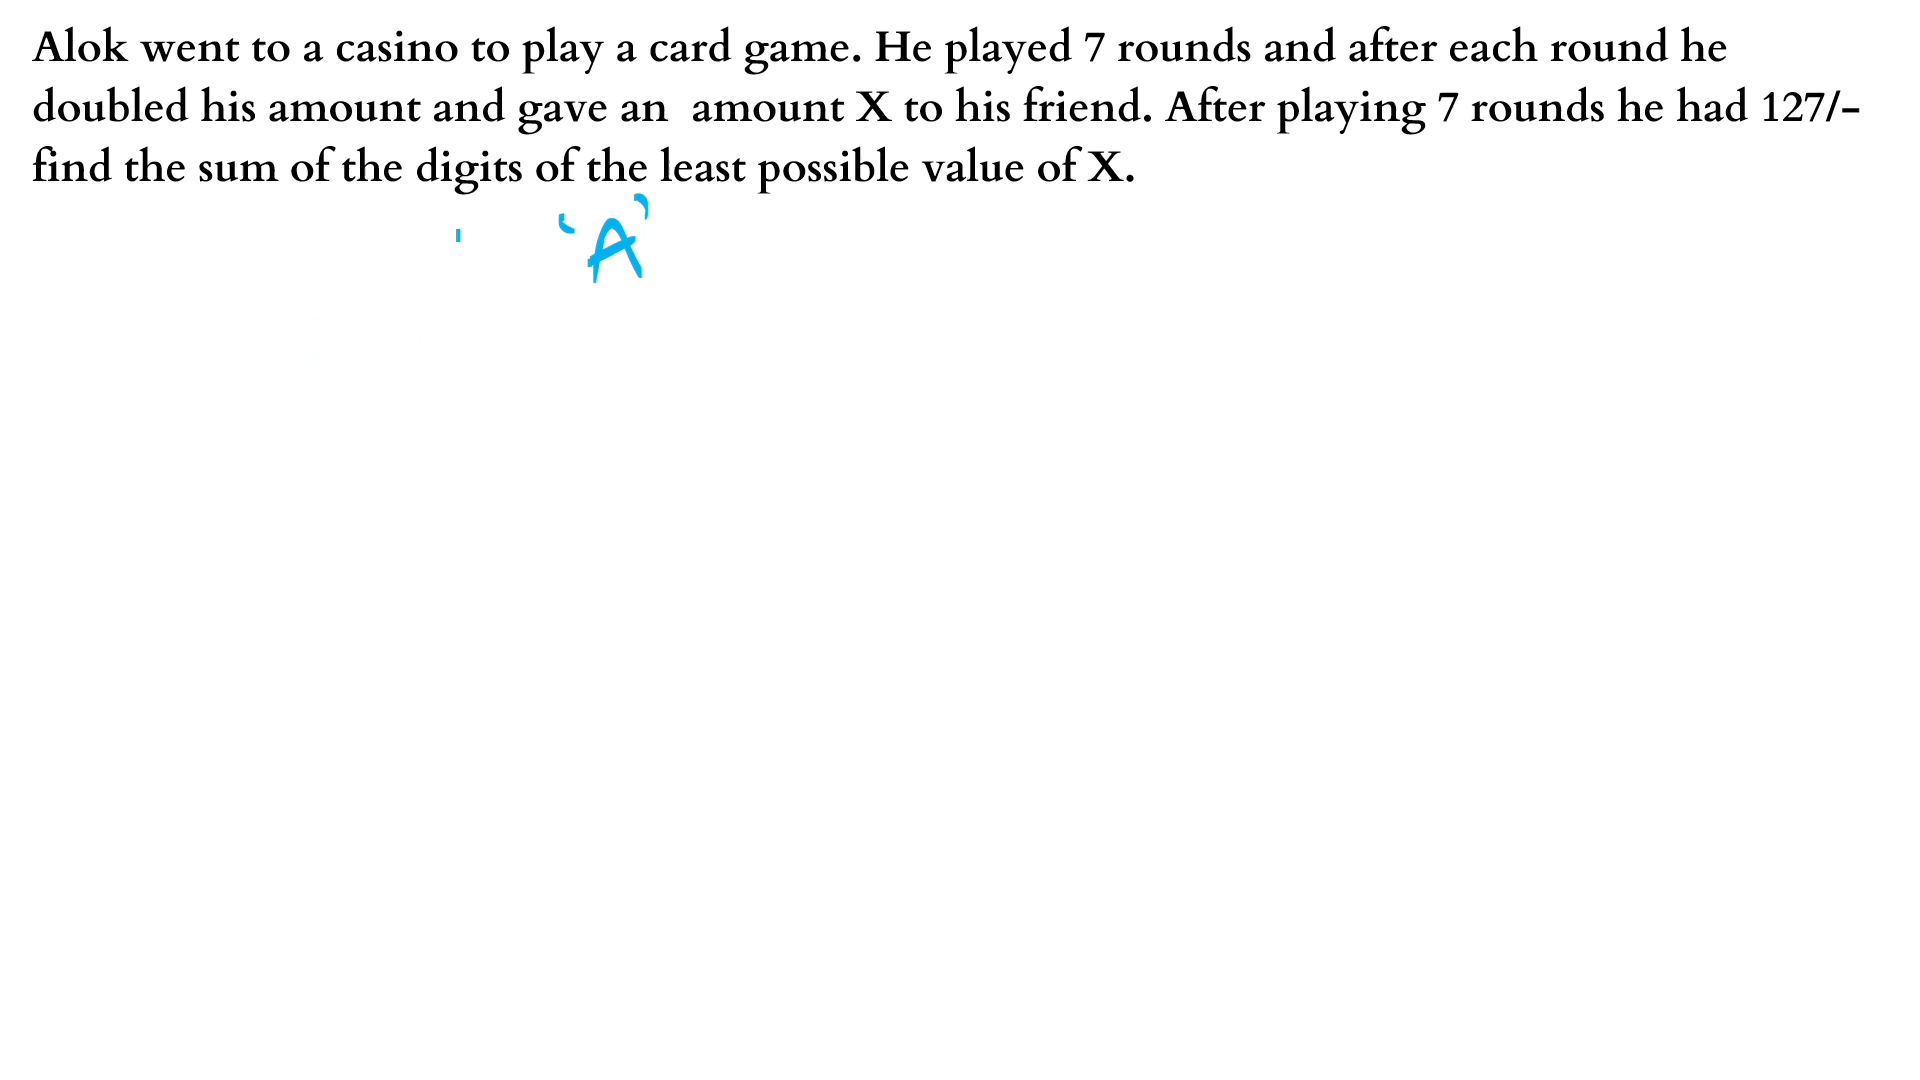 Alok went to a casino to play a card game. He played 7 rounds and after each round he
doubled his amount and gave an amount X to his friend. After playing 7 rounds he had 127/-
find the sum of the digits of the least possible value of X.
'A'